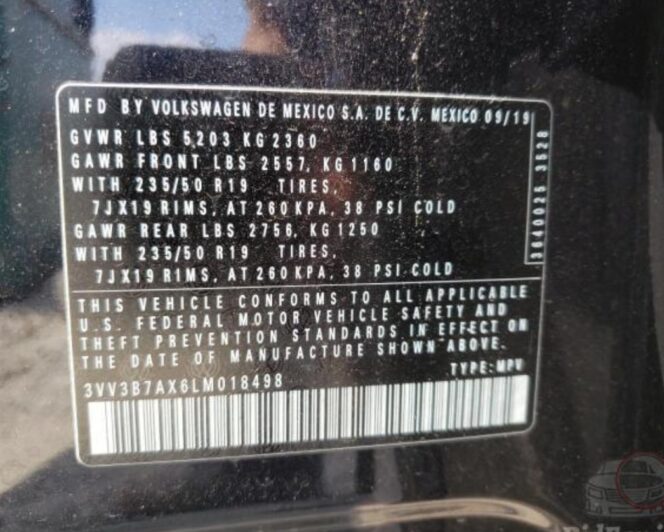 MFD BY VOLKSWAGEN DE MEXICO S.A. DE C.V. MEXICO 09/19
GVWR LBS 5203 KG 2360
GAWR FRONT LBS 2557, KG 1160
WITH 235/50 R19 TIRES,
7JX19 RIMS, AT 260 KPA, 38 PSI COLD
GAWR REAR LBS 2756, KG 1250
WITH 235/50 R19 TIRES,
7JX19 RIMS, AT 260 KPA, 38 PSI COLD
3640025 3528
THIS VEHICLE CONFORMS TO ALL APPLICABLE
U.S. FEDERAL MOTOR VEHICLE SAFETY AND
THEFT PREVENTION STANDARDS IN EFFECT ON
THE DATE OF MANUFACTURE SHOWN ABOVE.
3VV3B7AX6LM018498 TYPE: MPV